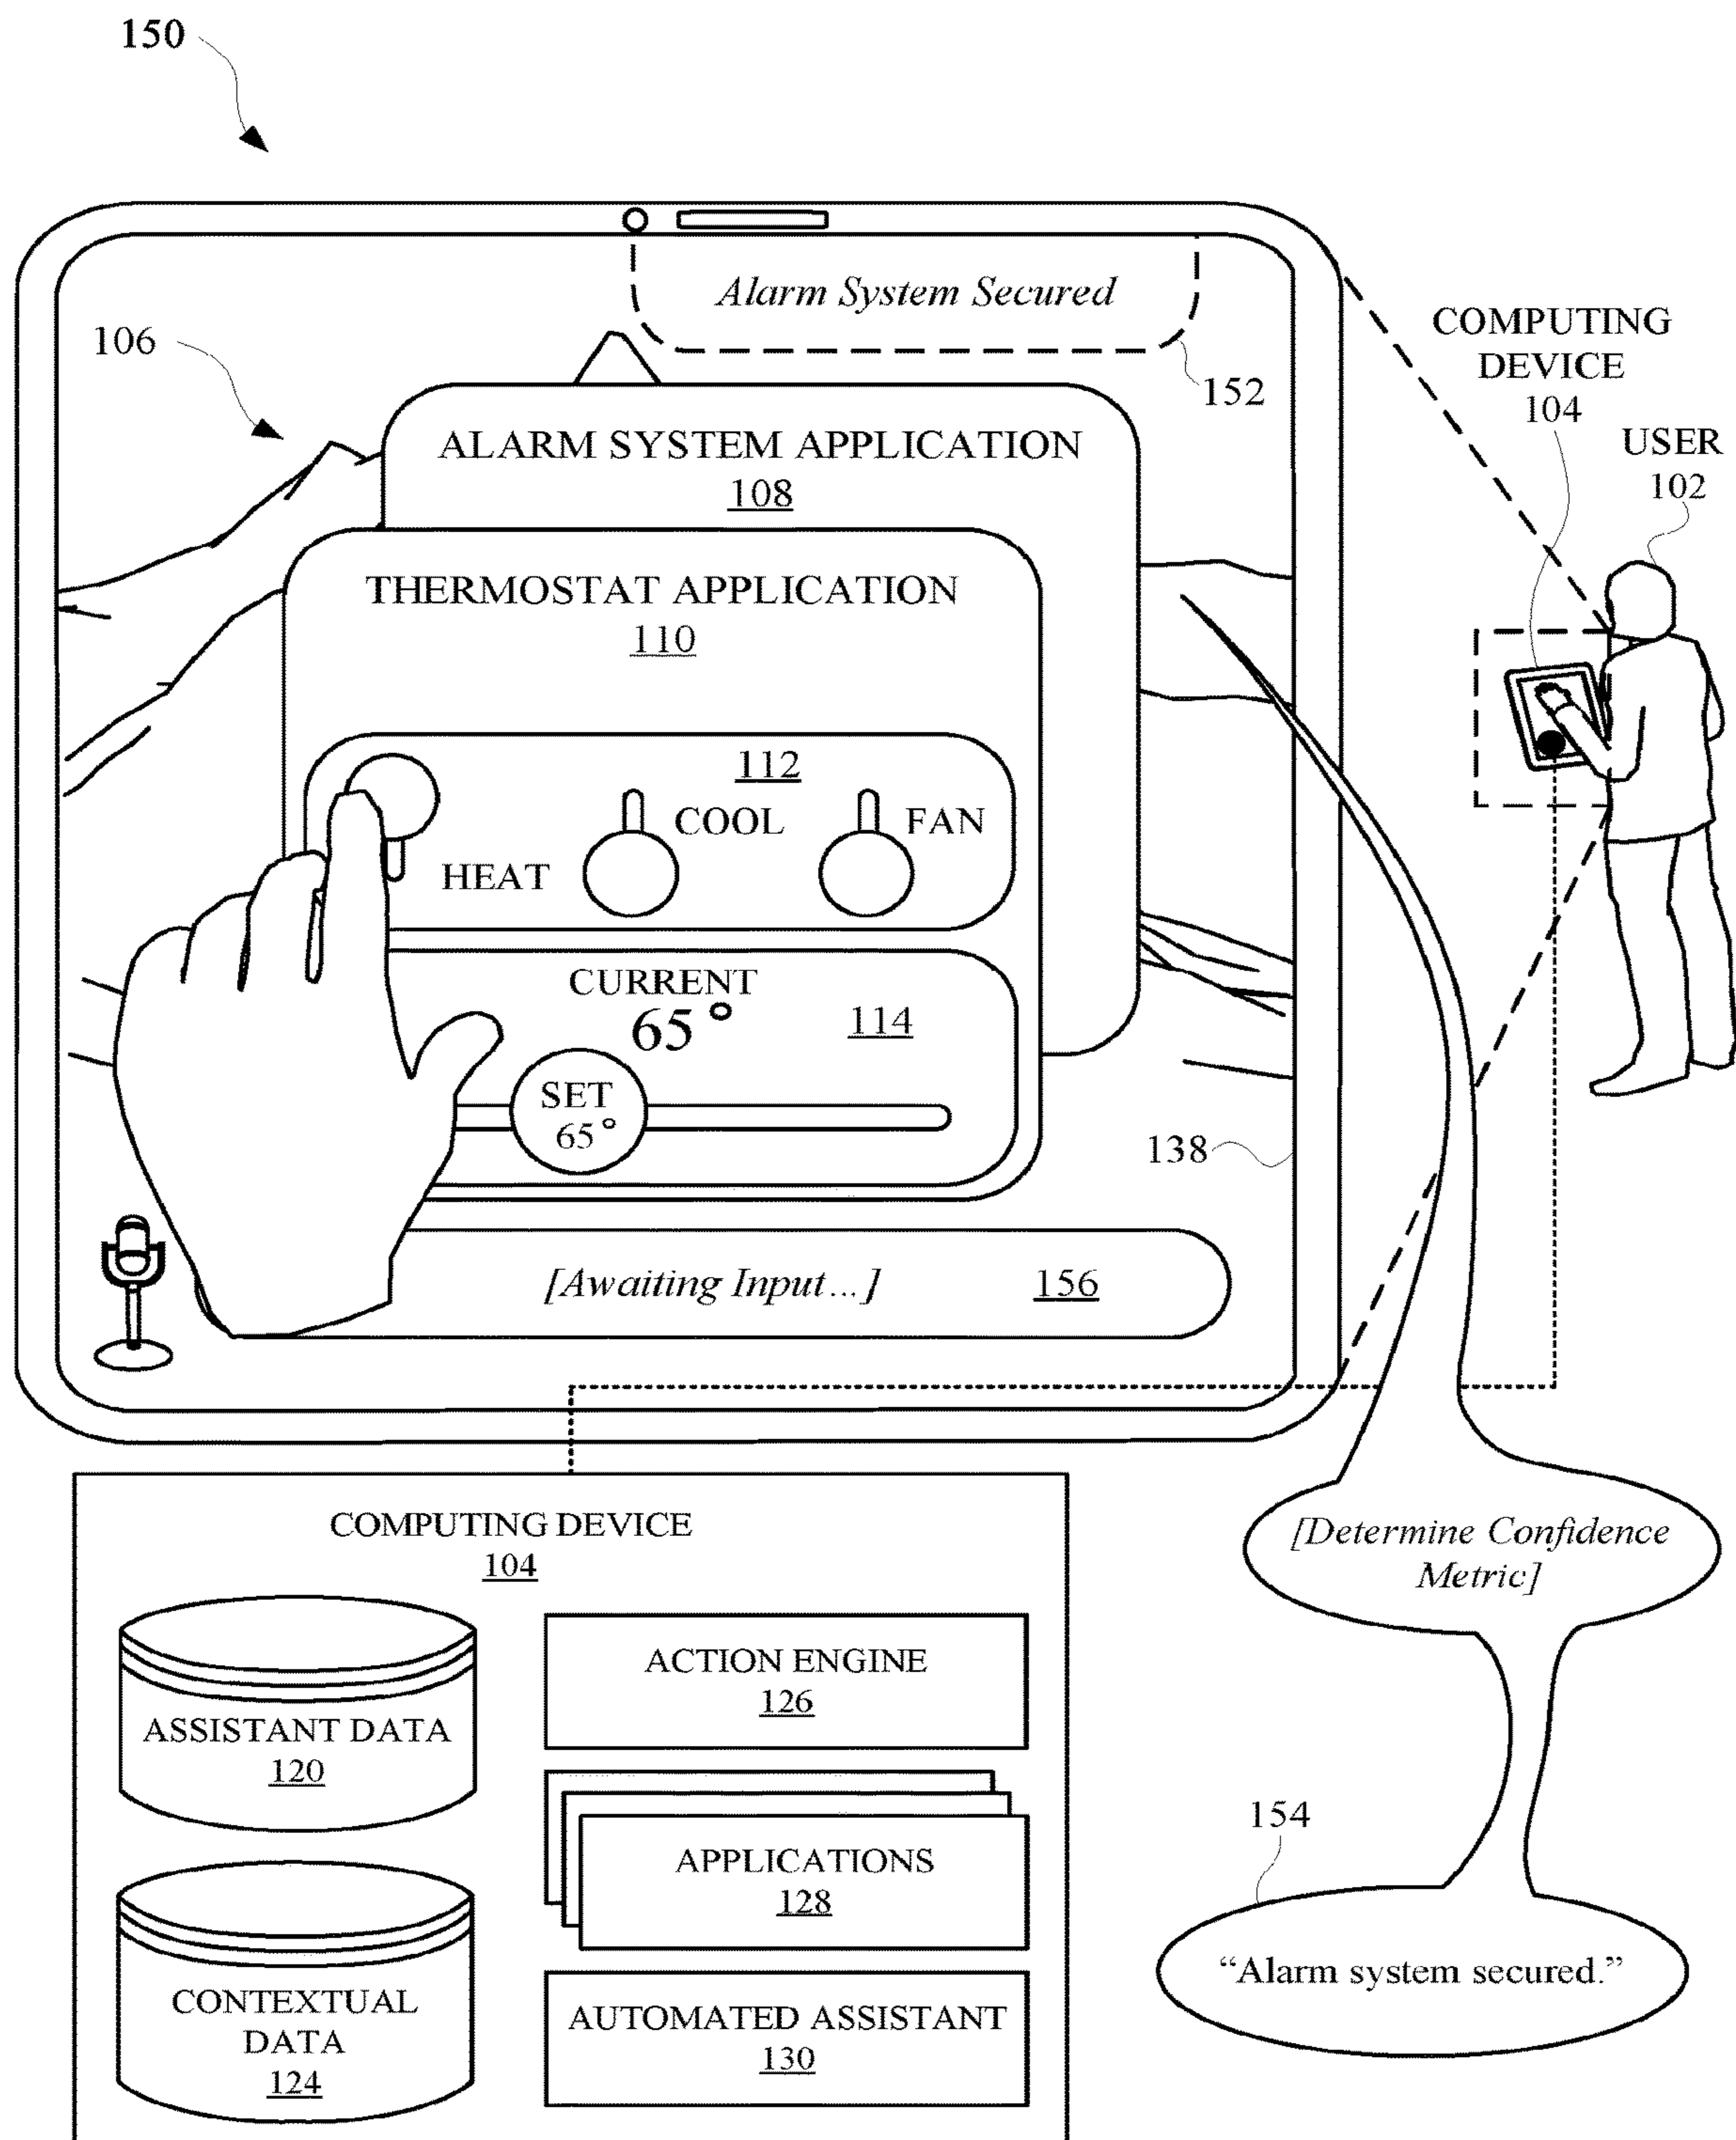 150
Alarm System Secured
152
106
COMPUTING
DEVICE
104
USER
102
ALARM SYSTEM APPLICATION
108
THERMOSTAT APPLICATION
110
112
HEAT
COOL
FAN
CURRENT
65°
114
SET
65°
138
[Awaiting Input...]
156
COMPUTING DEVICE
104
ASSISTANT DATA
120
CONTEXTUAL
DATA
124
ACTION ENGINE
126
APPLICATIONS
128
AUTOMATED ASSISTANT
130
[Determine Confidence
Metric]
154
“Alarm system secured.”